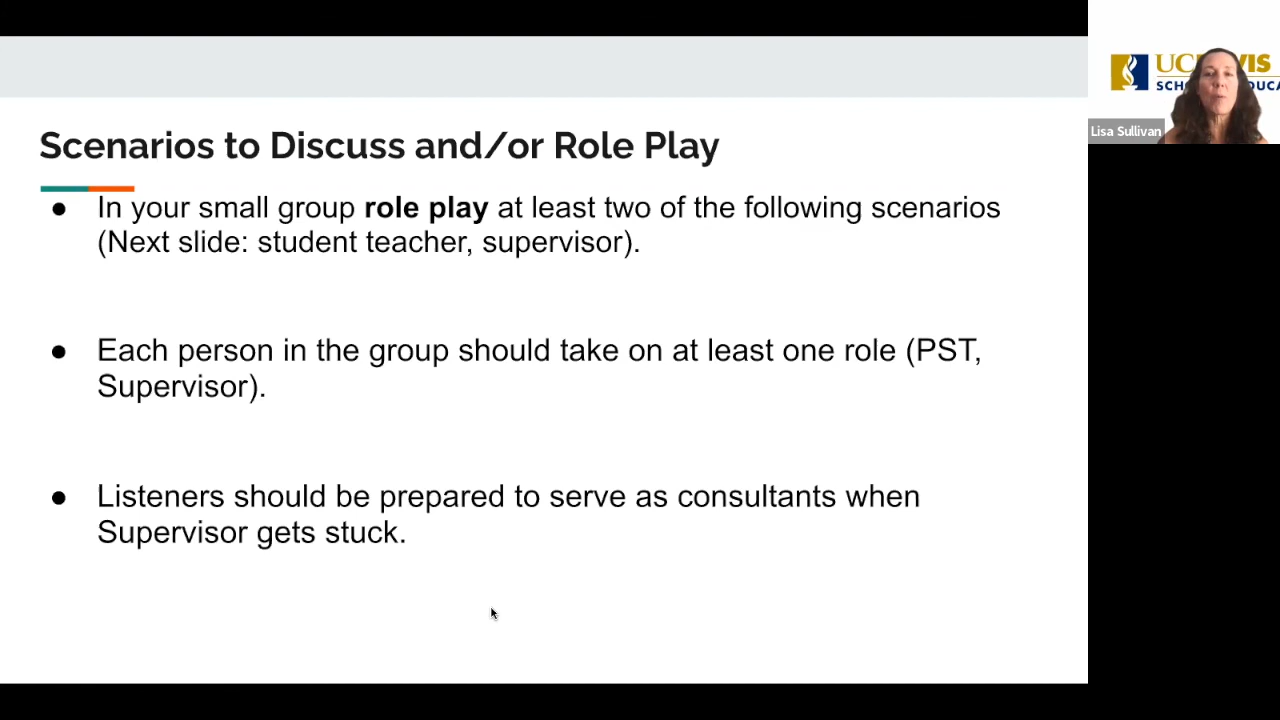 Scenarios to Discuss and/or Role Play
● In your small group role play at least two of the following scenarios
(Next slide: student teacher, supervisor).
● Each person in the group should take on at least one role (PST,
Supervisor).
● Listeners should be prepared to serve as consultants when
Supervisor gets stuck.
Lisa Sullivan